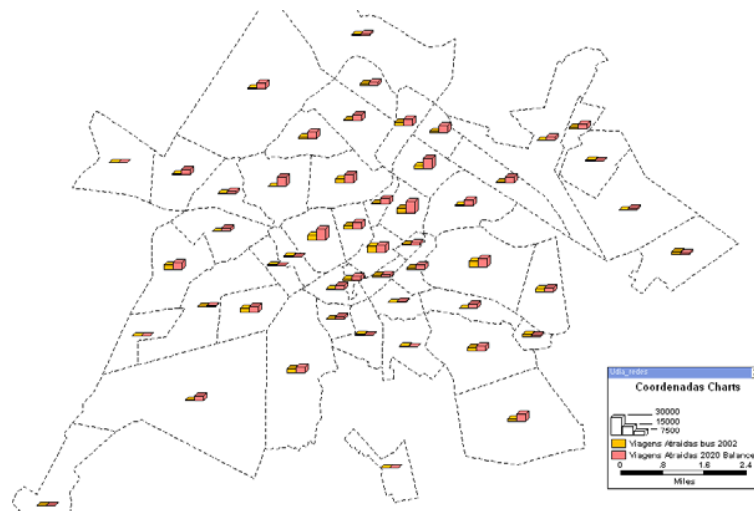 Udia_redes
Coordenadas Charts
30000
15000
7500
Viagens Atraidas bus 2002
Viagens Atraidas 2020 Balance
0 .8 1.6 2.4
Miles